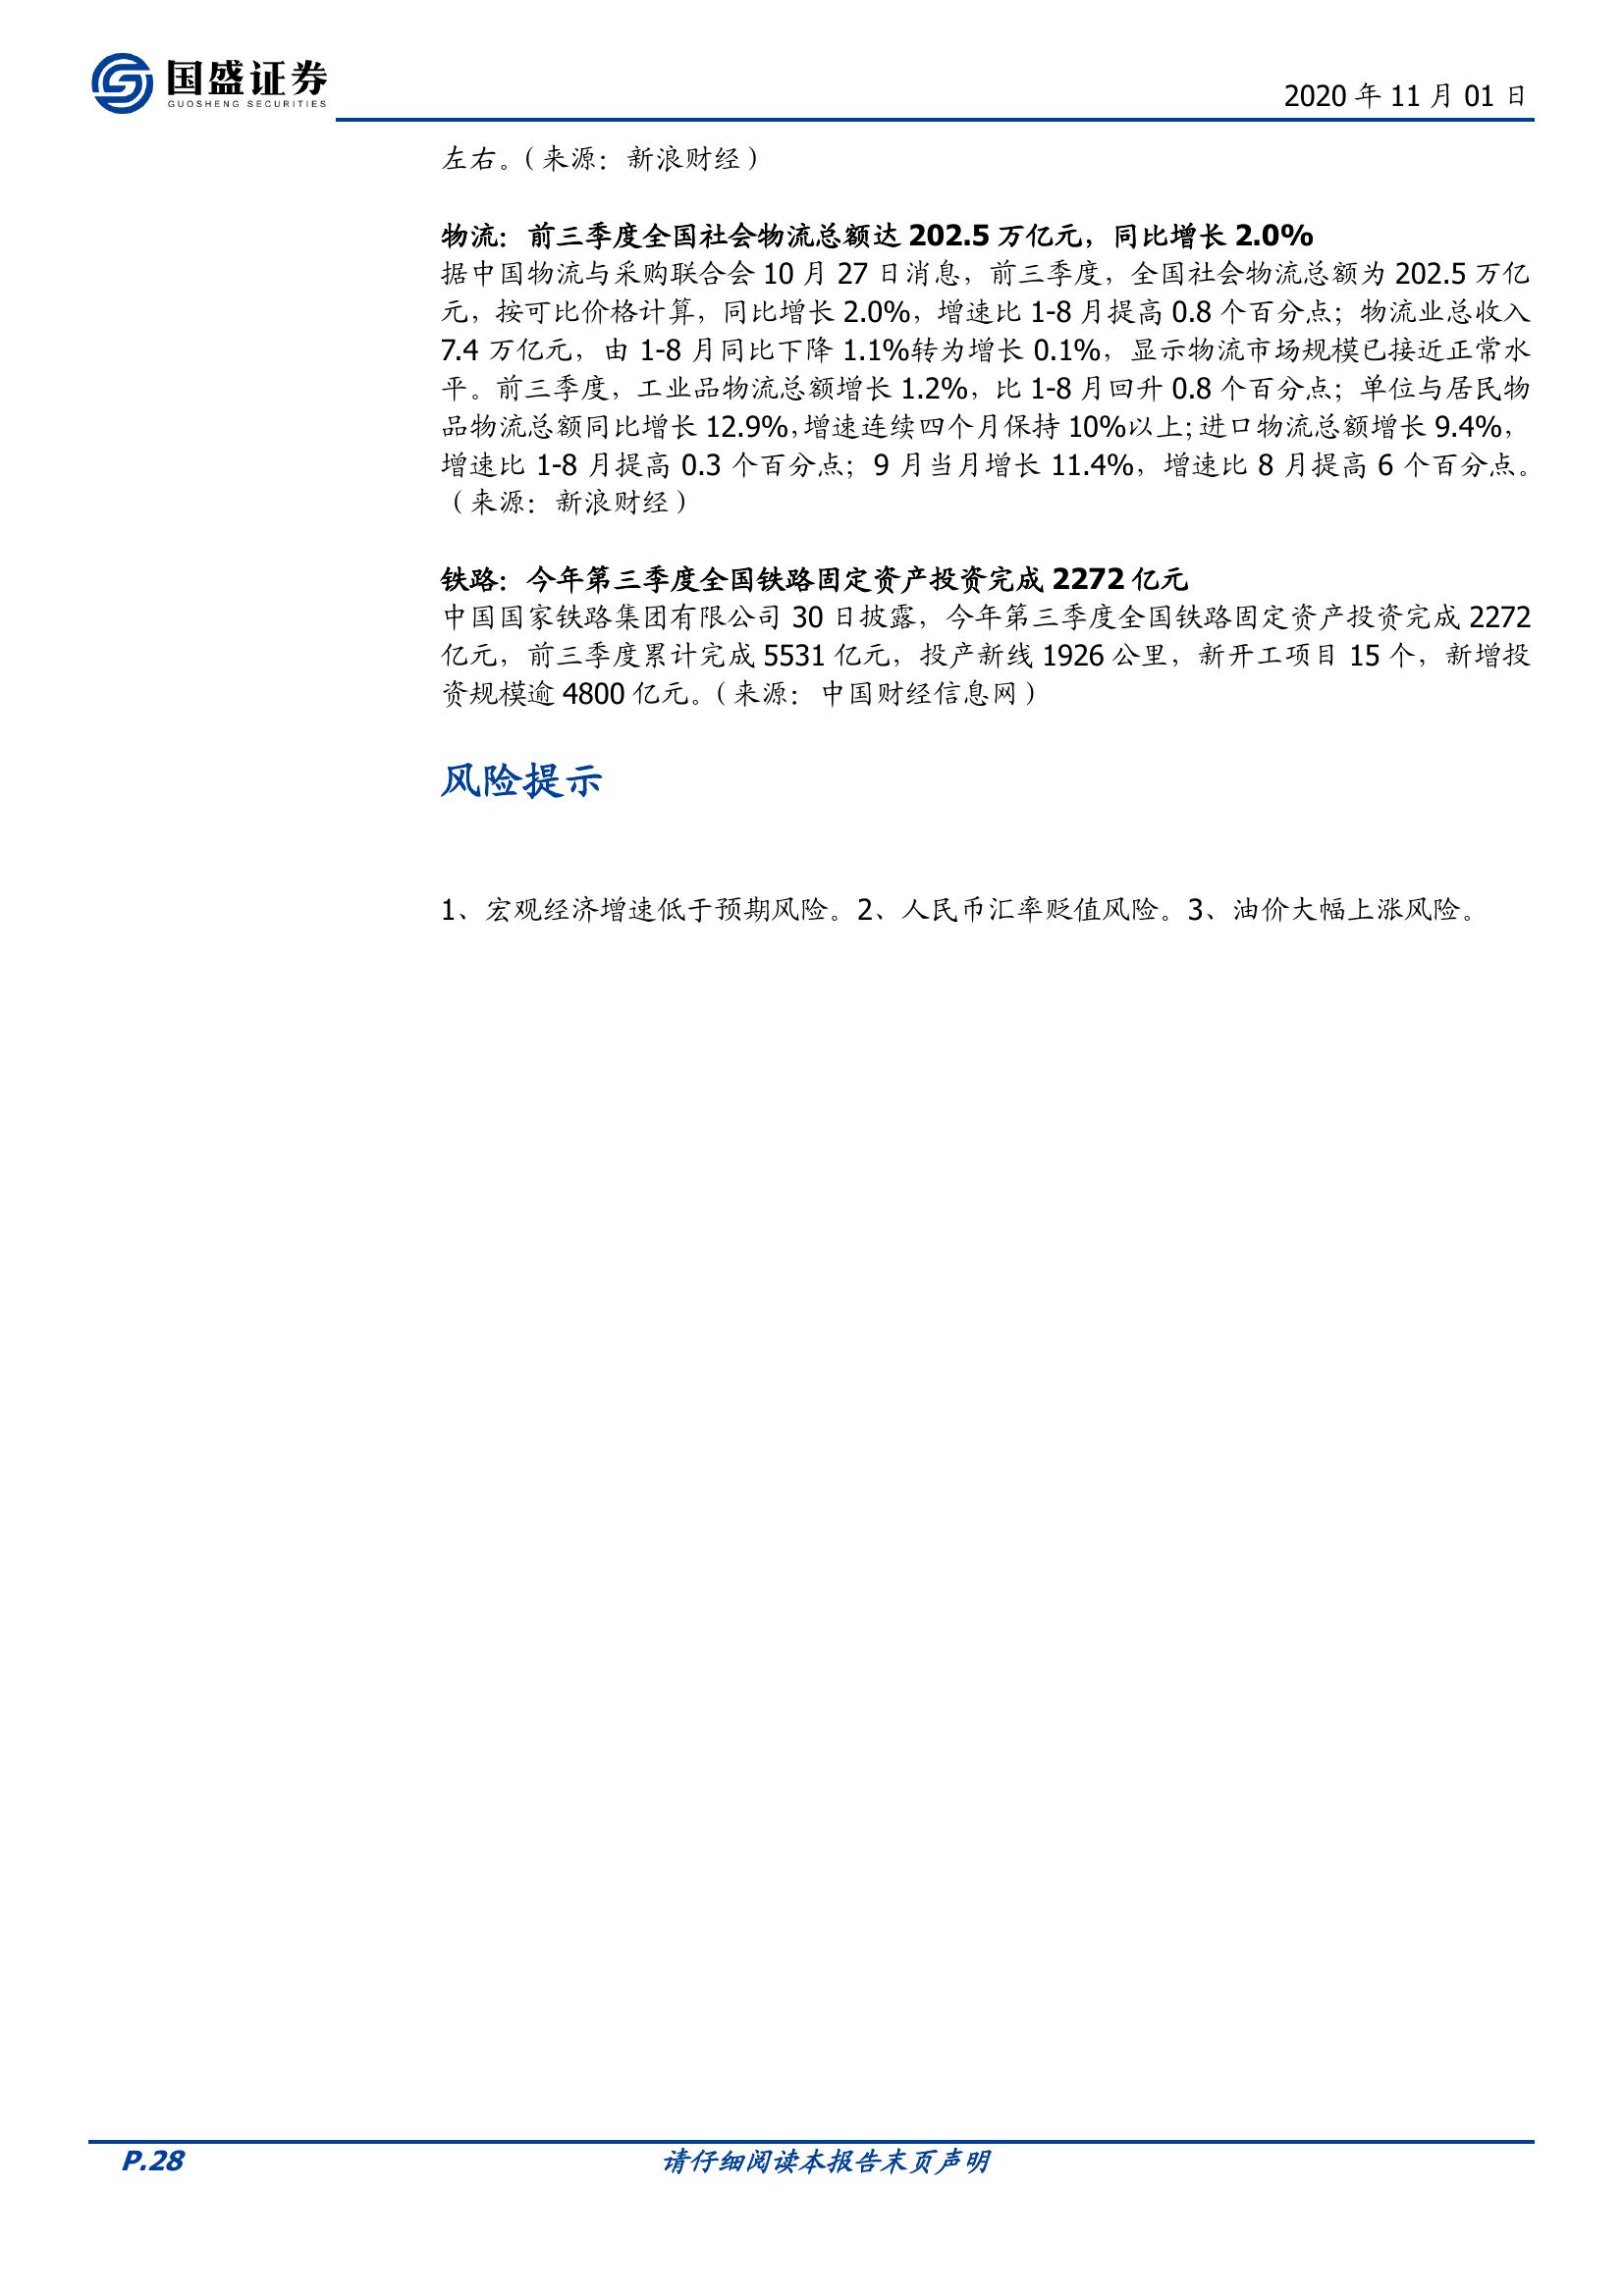 国盛证券
GUOSHENG SECURITIES
2020 年 11 月 01 日
左右。（来源：新浪财经）
物流：前三季度全国社会物流总额达 202.5 万亿元，同比增长 2.0%
据中国物流与采购联合会 10 月 27 日消息，前三季度，全国社会物流总额为 202.5 万亿
元，按可比价格计算，同比增长 2.0%，增速比 1-8 月提高 0.8 个百分点；物流业总收入
7.4 万亿元，由 1-8 月同比下降 1.1%转为增长 0.1%，显示物流市场规模已接近正常水
平。前三季度，工业品物流总额增长 1.2%，比 1-8 月回升 0.8 个百分点；单位与居民物
品物流总额同比增长 12.9%，增速连续四个月保持 10%以上；进口物流总额增长 9.4%，
增速比 1-8 月提高 0.3 个百分点；9 月当月增长 11.4%，增速比 8 月提高 6 个百分点。
（来源：新浪财经）
铁路：今年第三季度全国铁路固定资产投资完成 2272 亿元
中国国家铁路集团有限公司 30 日披露，今年第三季度全国铁路固定资产投资完成 2272
亿元，前三季度累计完成 5531 亿元，投产新线 1926 公里，新开工项目 15 个，新增投
资规模逾 4800 亿元。（来源：中国财经信息网）
风险提示
1、宏观经济增速低于预期风险。2、人民币汇率贬值风险。3、油价大幅上涨风险。
P.28
请仔细阅读本报告末页声明